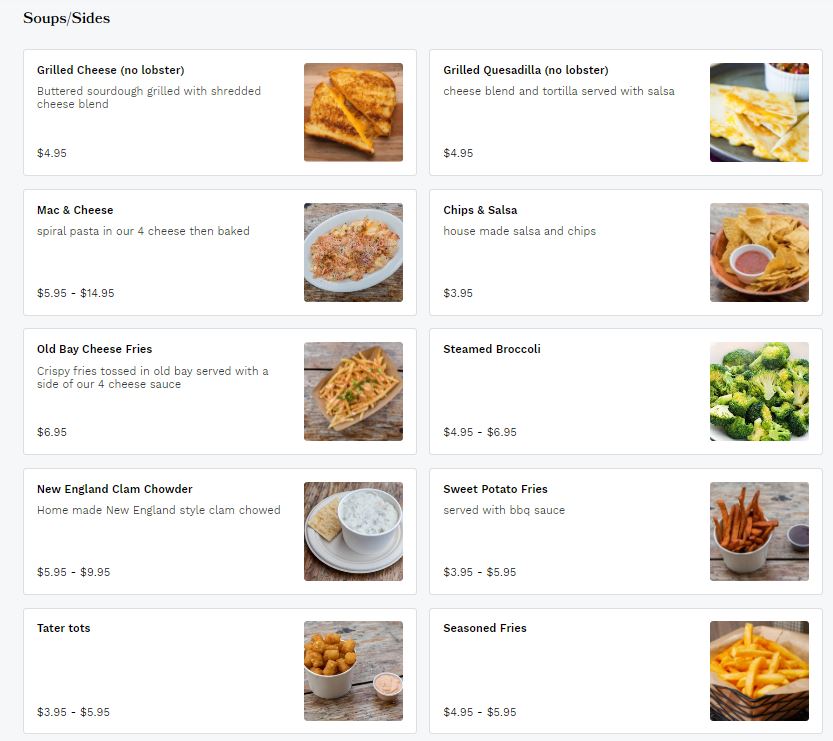 Soups/Sides
Grilled Cheese (no lobster)
Buttered sourdough grilled with shredded
cheese blend
$4.95
Grilled Quesadilla (no lobster)
cheese blend and tortilla served with salsa
$4.95
Mac & Cheese
spiral pasta in our 4 cheese then baked
$5.95 - $14.95
Chips & Salsa
house made salsa and chips
$3.95
Old Bay Cheese Fries
Crispy fries tossed in old bay served with a
side of our 4 cheese sauce
$6.95
Steamed Broccoli
$4.95 - $6.95
New England Clam Chowder
Home made New England style clam chowed
$5.95 - $9.95
Sweet Potato Fries
served with bbq sauce
$3.95 - $5.95
Tater tots
$3.95 - $5.95
Seasoned Fries
$4.95 - $5.95